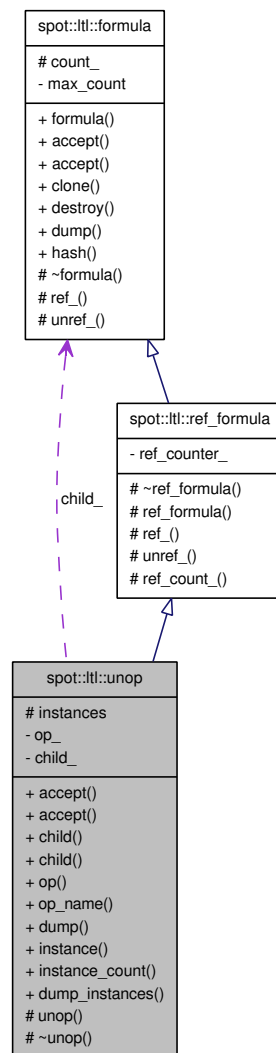 spot::ltl::formula
# count_
- max_count
+ formula()
+ accept()
+ accept()
+ clone()
+ destroy()
+ dump()
+ hash()
# ~formula()
# ref_()
# unref_()
spot::ltl::ref_formula
- ref_counter_
# ~ref_formula()
# ref_formula()
# ref_()
# unref_()
# ref_count_()
child_
spot::ltl::unop
# instances
- op_
- child_
+ accept()
+ accept()
+ child()
+ child()
+ op()
+ op_name()
+ dump()
+ instance()
+ instance_count()
+ dump_instances()
# unop()
# ~unop()